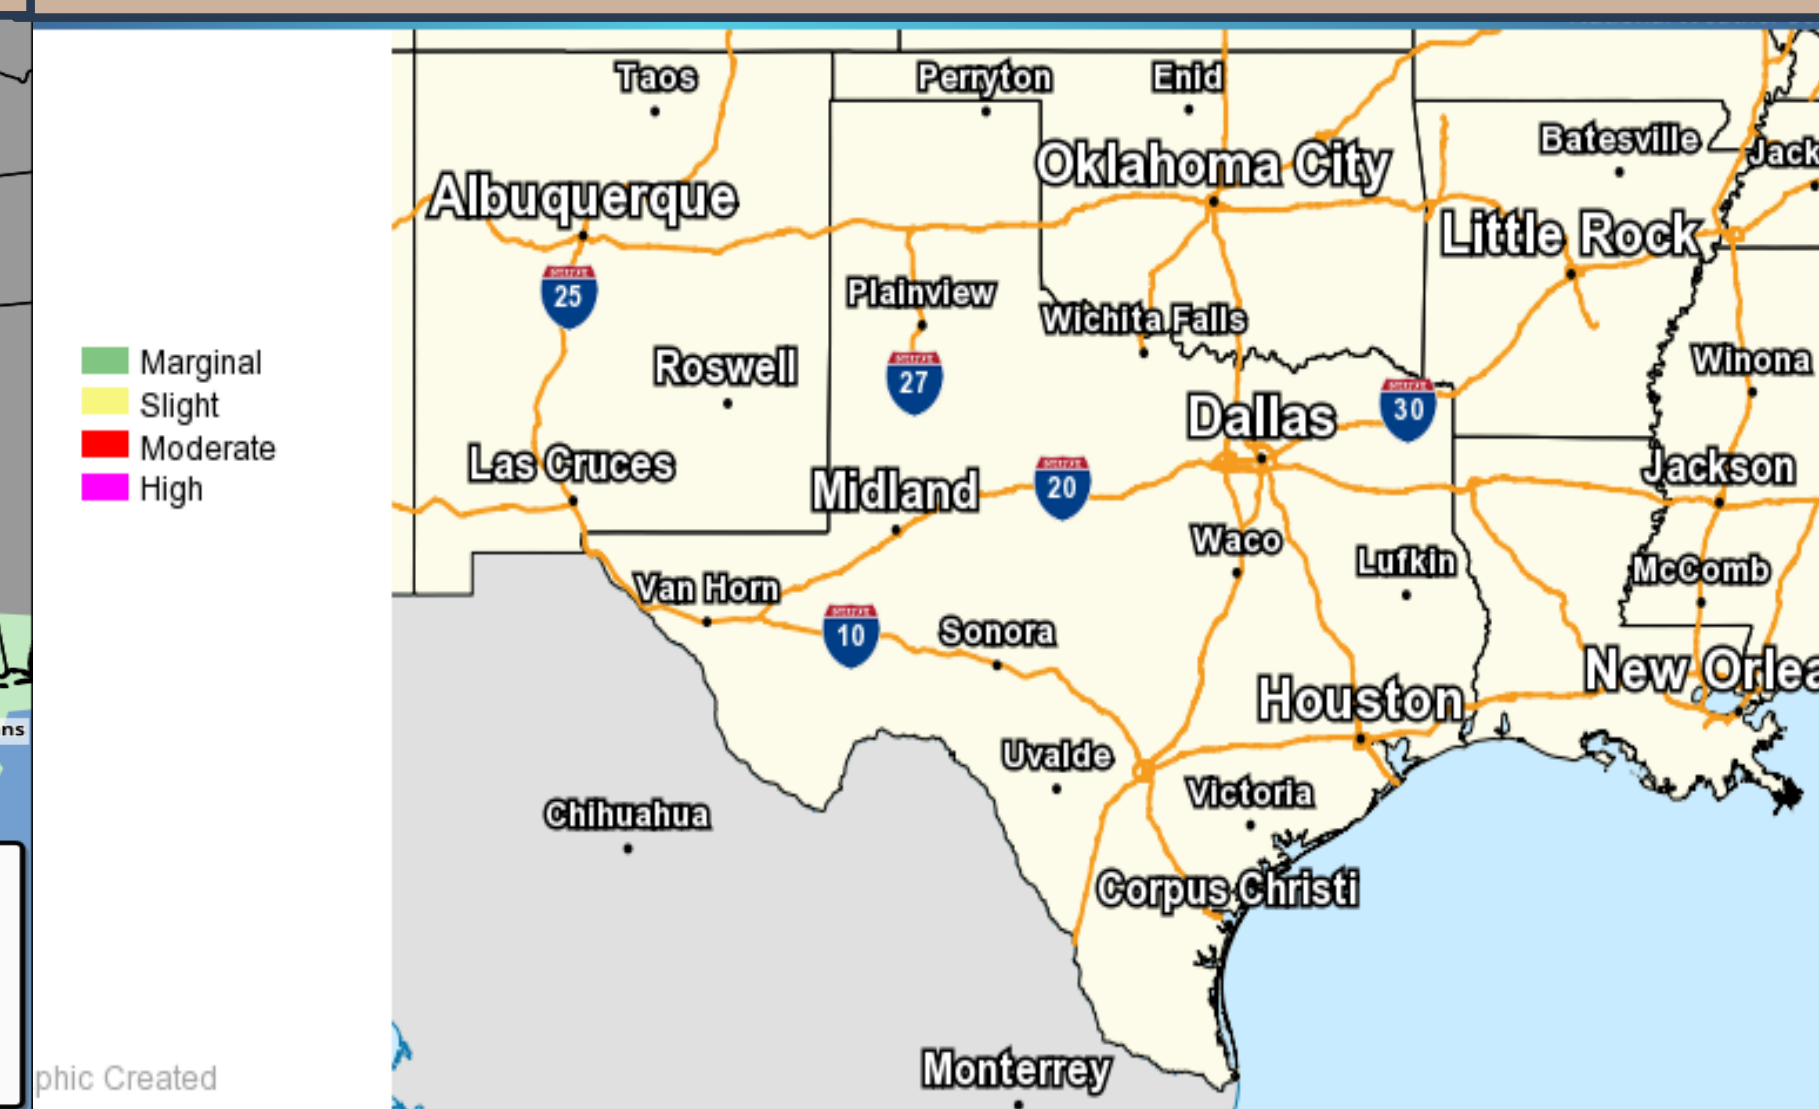 Taos
Perryton
Enid
Batesville
Jack
Oklahoma City
Albuquerque
Little Rock
25
Plainview
Wichita Falls
Winona
Marginal
Roswell
27
30
Slight
Dallas
Moderate
Las Cruces
Jackson
High
Midland
20
Waco
Lufkin
McComb
Van Horn
10
Sonora
New Orlea
Houston
ns
Uvalde
Victoria
Chihuahua
Corpus Christi
Monterrey
phic Created